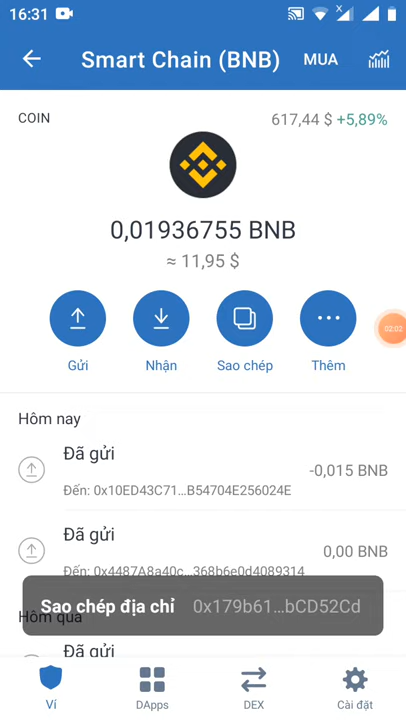 16:31
Smart Chain (BNB) MUA
COIN 617,44 $ +5,89%
0,01936755 BNB
≈ 11,95 $
02:02
Gửi Nhận Sao chép Thêm
Hôm nay
Đã gửi
-0,015 BNB
Đến: 0x10ED43C71...B54704E256024E
Đã gửi
0,00 BNB
Đến: 0x4487A8a40c...368b6e0d4089314
Sao chép địa chỉ 0x179b61...bCD52Cd
Hôm qua
Đã gửi
Ví DApps DEX Cài đặt